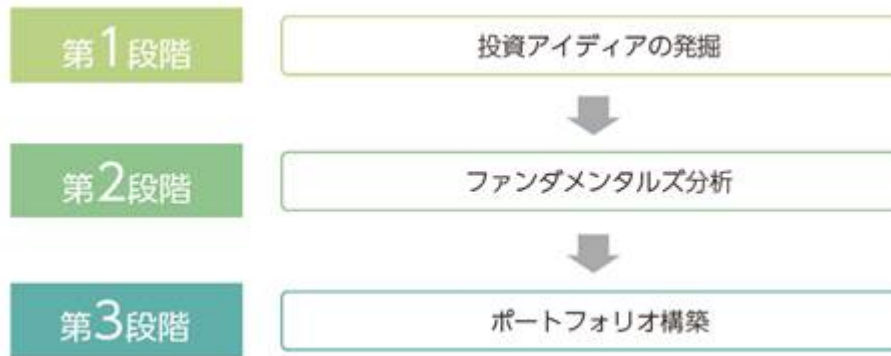 第1段階
投資アイディアの発掘
第2段階
ファンダメンタルズ分析
第3段階
ポートフォリオ構築